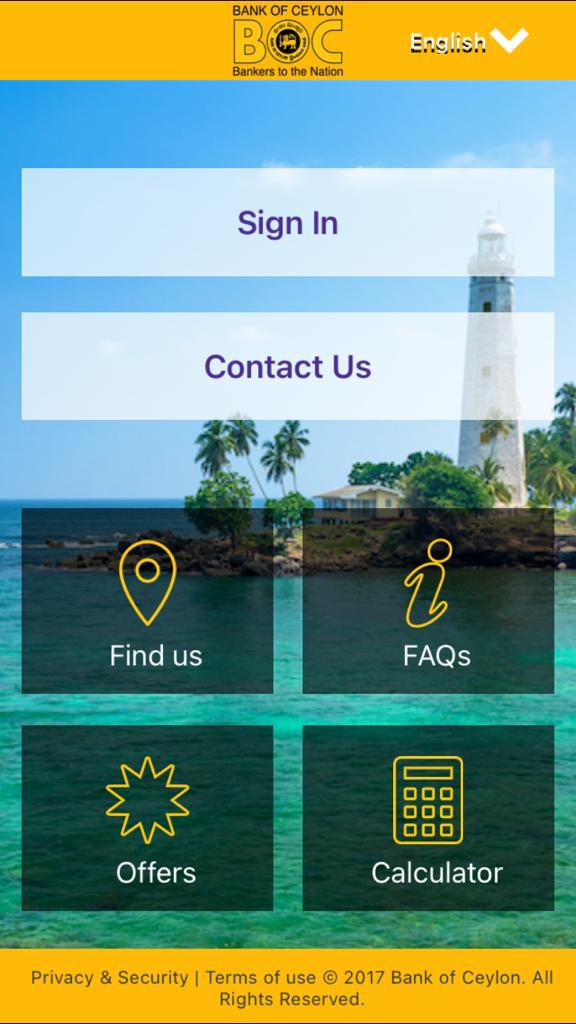 BANK OF CEYLON
BOC
Bankers to the Nation
English
Sign In
Contact Us
Find us
FAQs
Offers
Calculator
Privacy & Security | Terms of use © 2017 Bank of Ceylon. All
Rights Reserved.